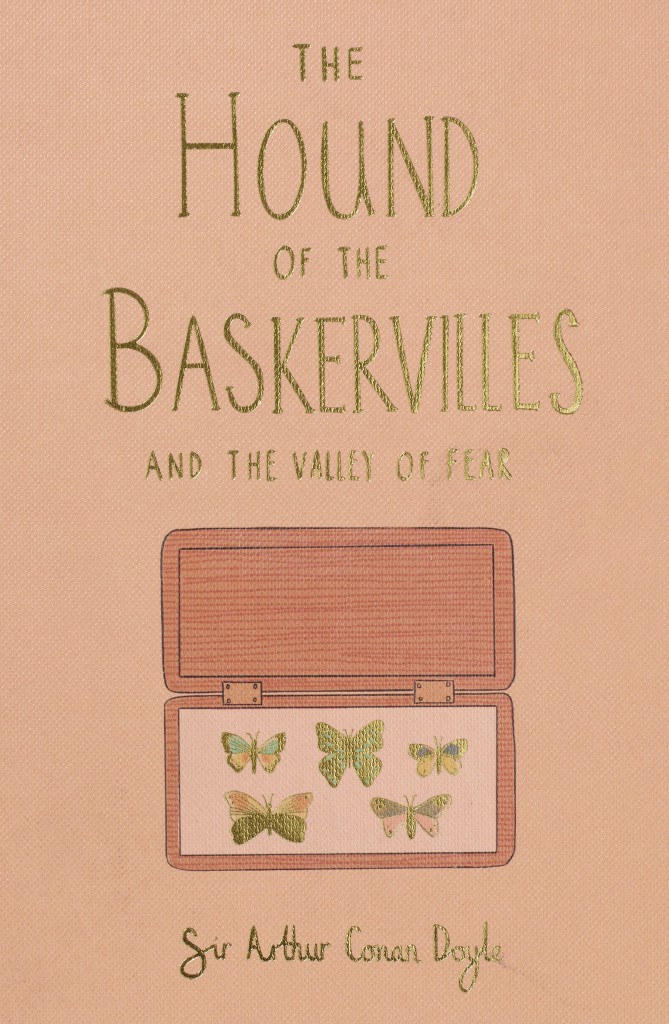 THE
HOUND
OF THE
BASKERVILLES
AND THE VALLEY OF FEAR
Sir Arthur Conan Doyle